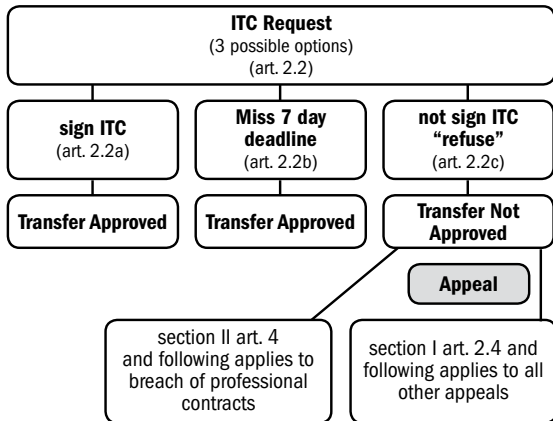 ITC Request
(3 possible options)
(art. 2.2)
sign ITC
(art. 2.2a)
Miss 7 day
deadline
(art. 2.2b)
not sign ITC
“refuse”
(art. 2.2c)
Transfer Approved
Transfer Approved
Transfer Not
Approved
Appeal
section II art. 4
and following applies to
breach of professional
contracts
section I art. 2.4 and
following applies to all
other appeals